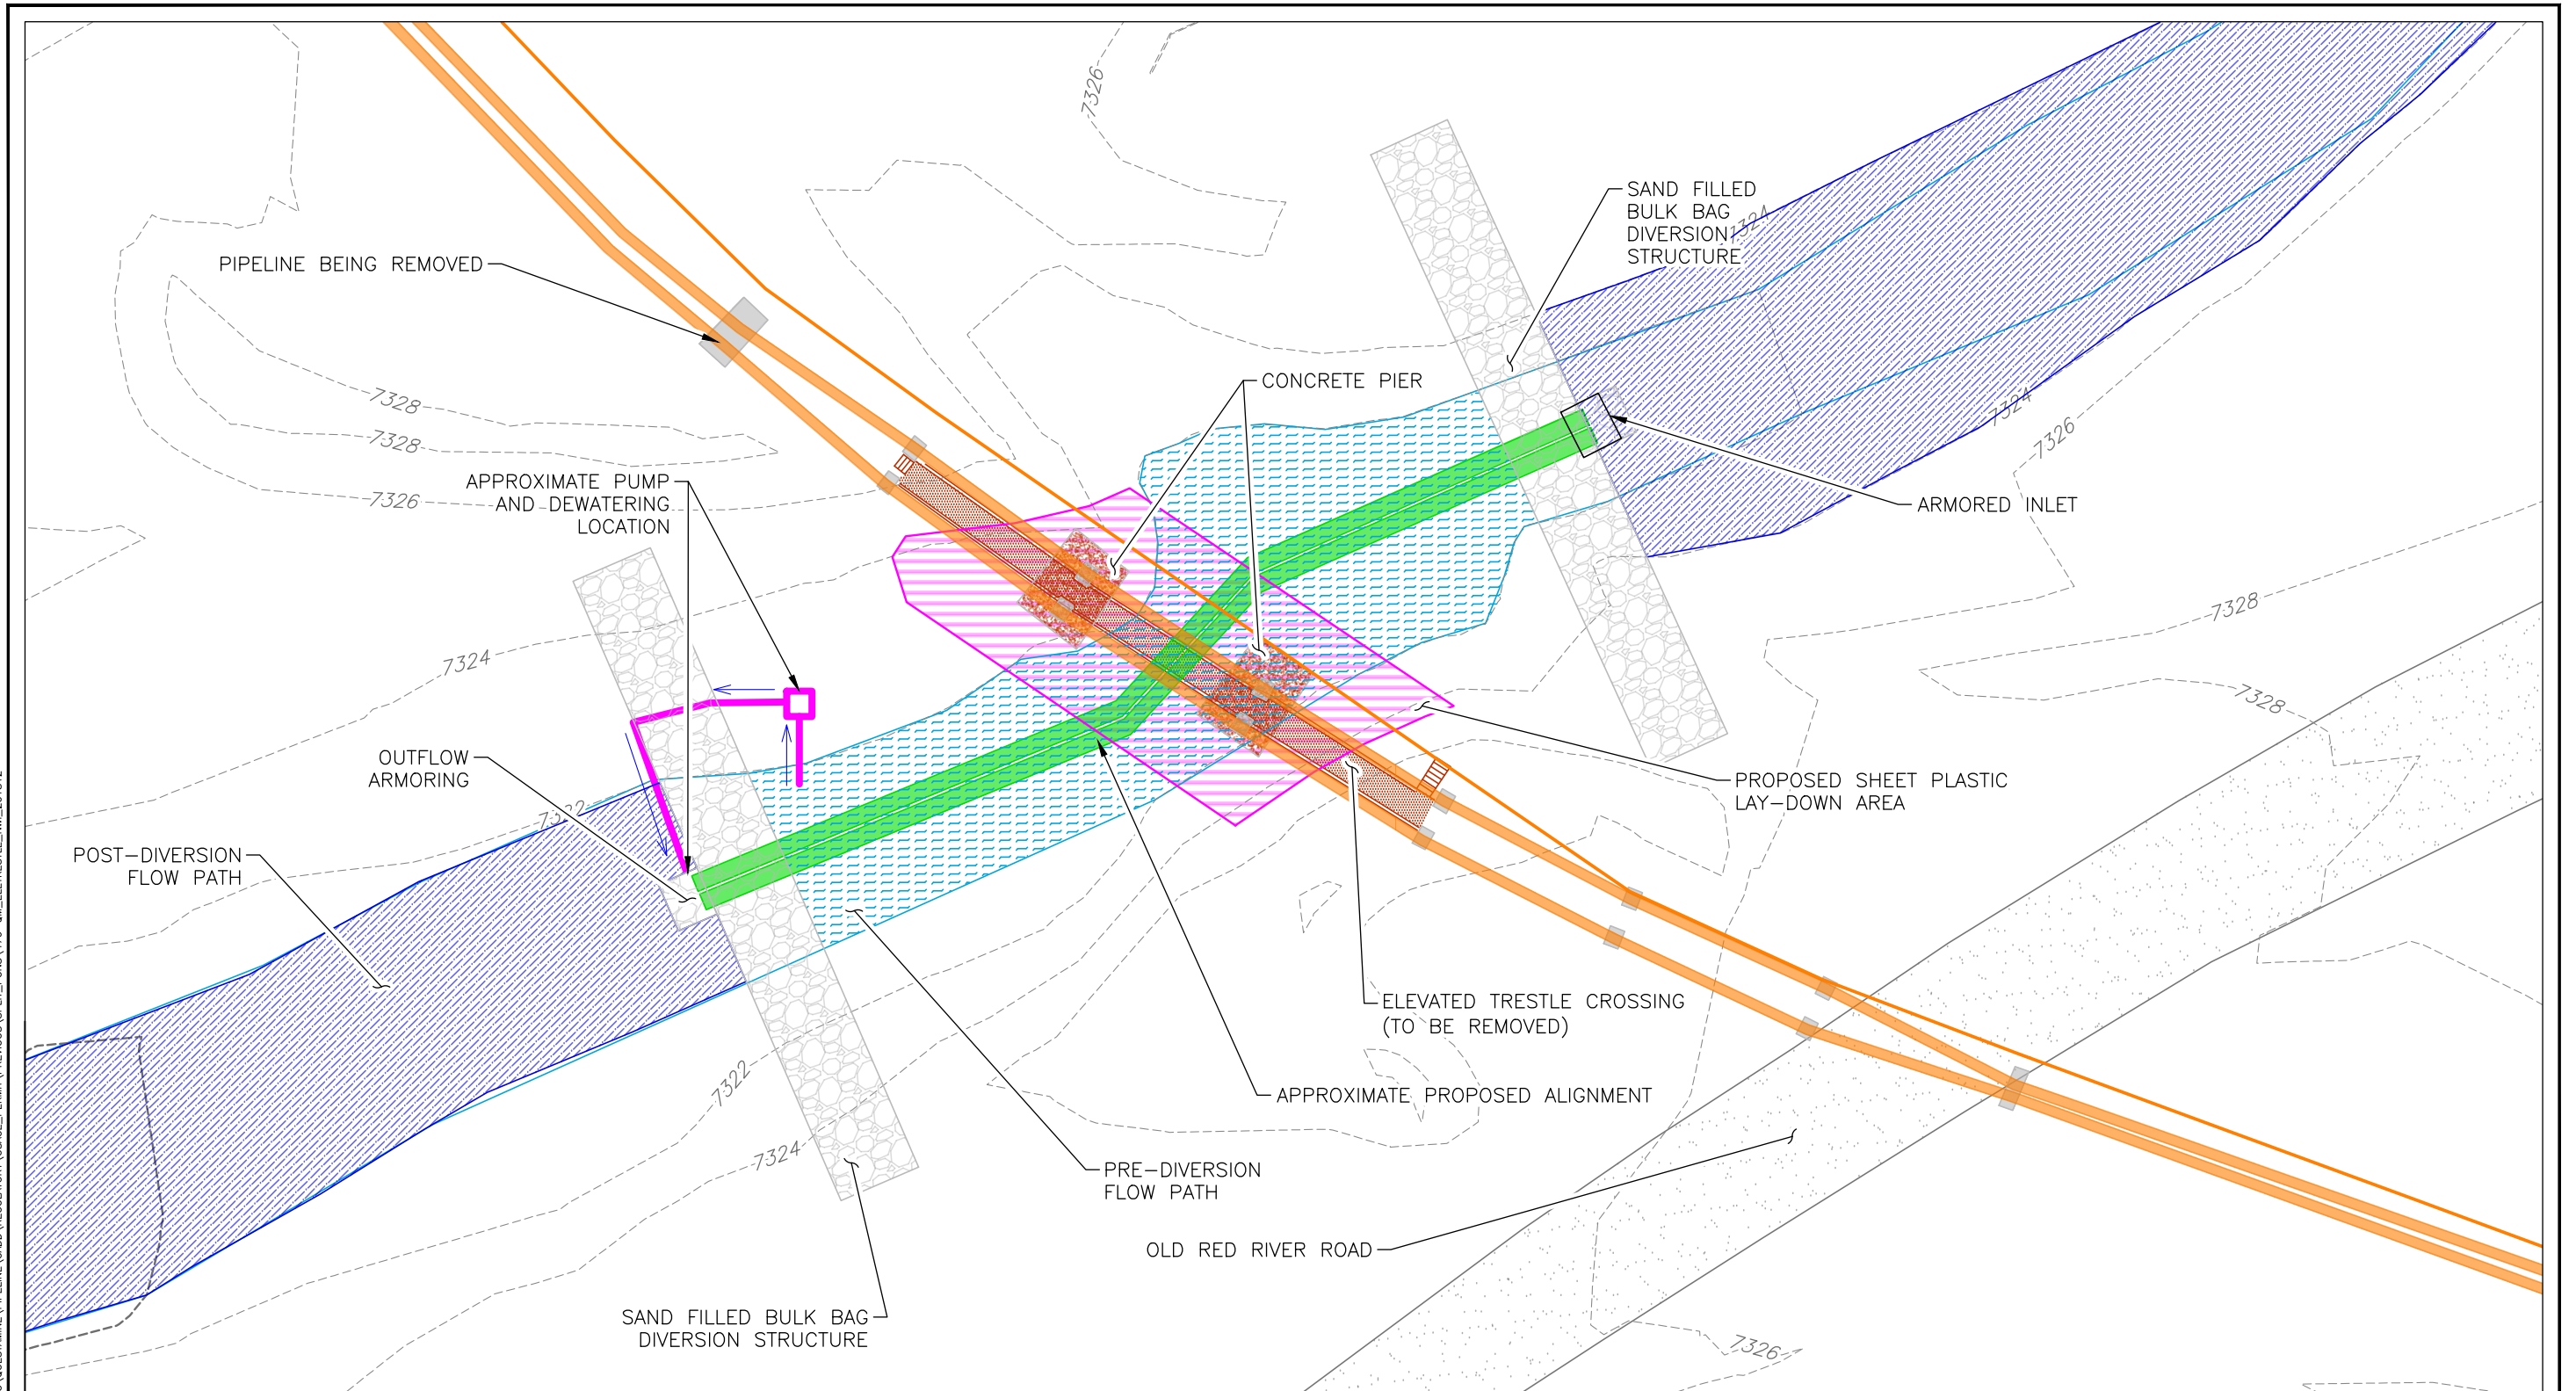 7326
SAND FILLED
BULK BAG
DIVERSION
STRUCTURE
PIPELINE BEING REMOVED
CONCRETE PIER
7328
7328
7324
7326
APPROXIMATE PUMP
AND DEWATERING
LOCATION
7326
ARMORED INLET
7328
7324
7328
OUTFLOW
ARMORING
PROPOSED SHEET PLASTIC
LAY-DOWN AREA
7322
POST-DIVERSION
FLOW PATH
ELEVATED TRESTLE CROSSING
(TO BE REMOVED)
7322
APPROXIMATE PROPOSED ALIGNMENT
7324
PRE-DIVERSION
FLOW PATH
OLD RED RIVER ROAD
SAND FILLED BULK BAG
DIVERSION STRUCTURE
7326